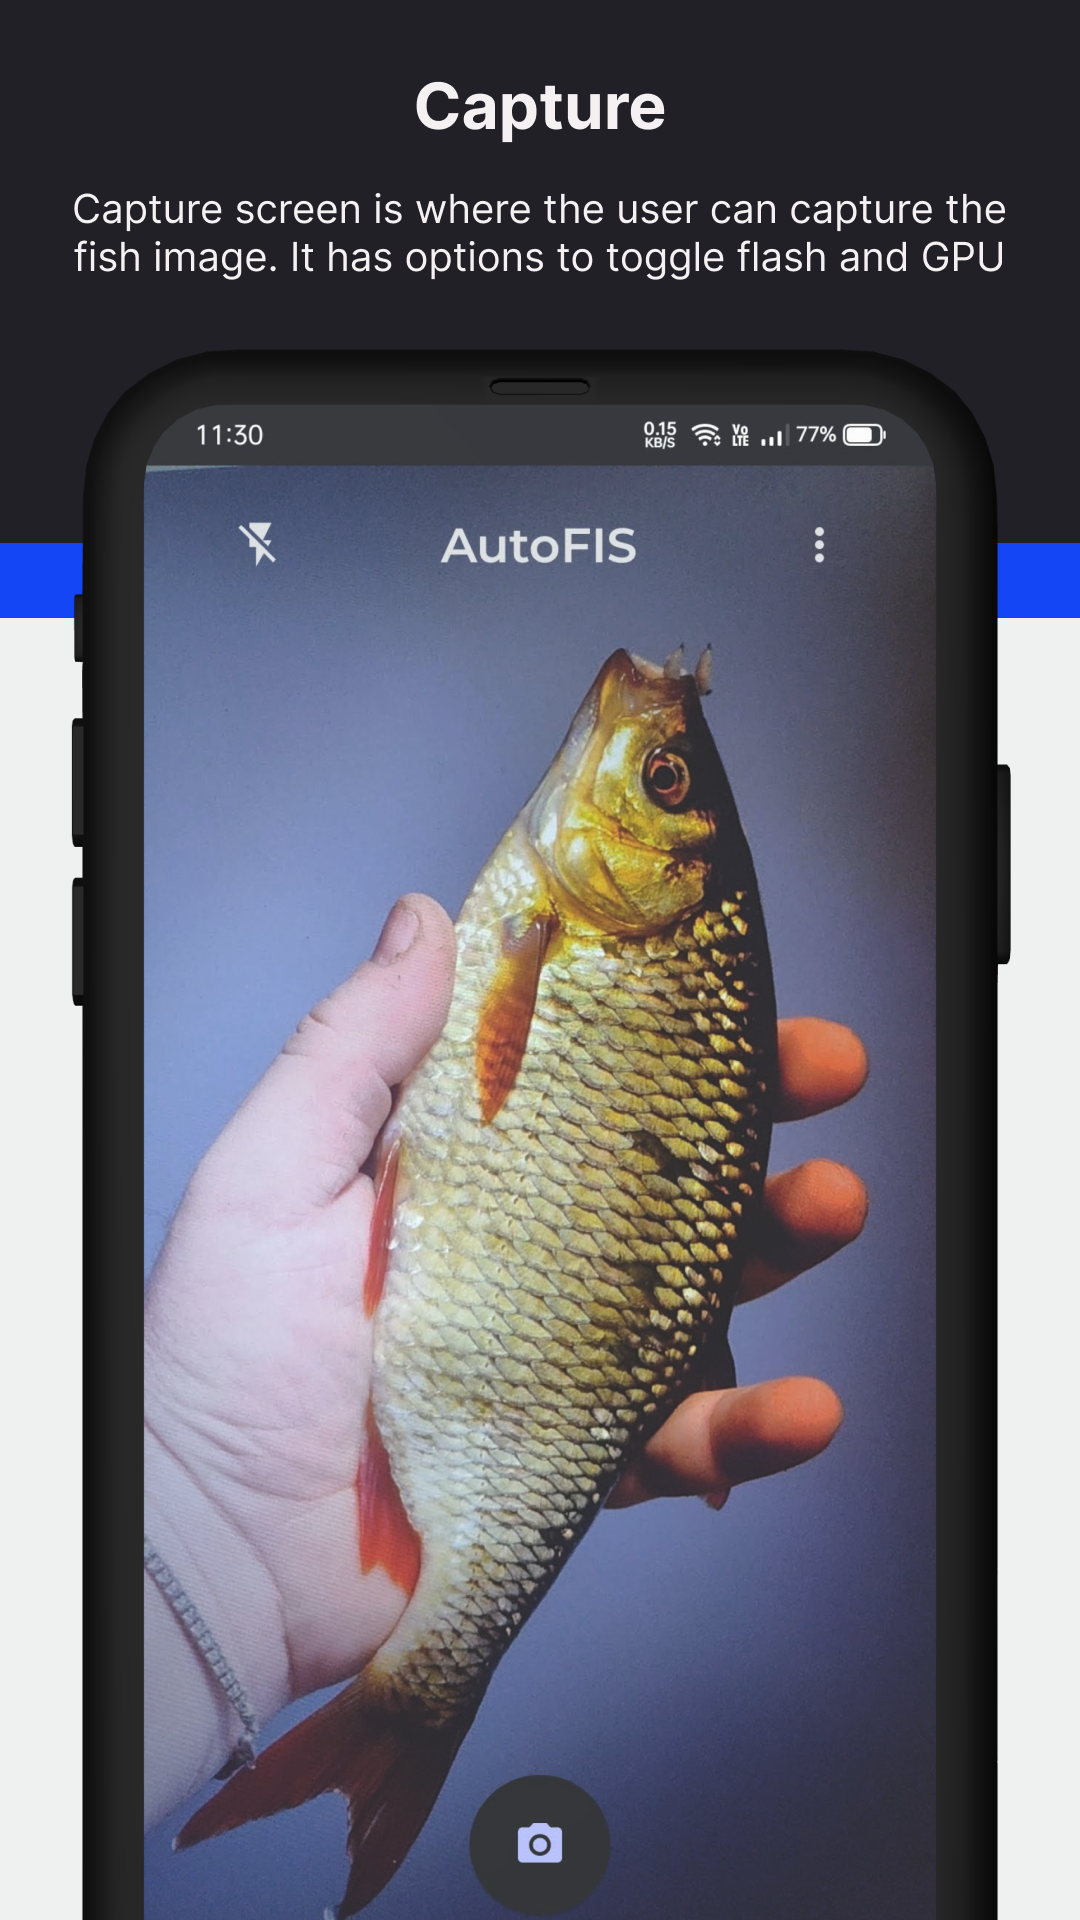 Capture
Capture screen is where the user can capture the
fish image. It has options to toggle flash and GPU
11:30
0.15
KB/S
Vo
LTE
77%
AutoFIS